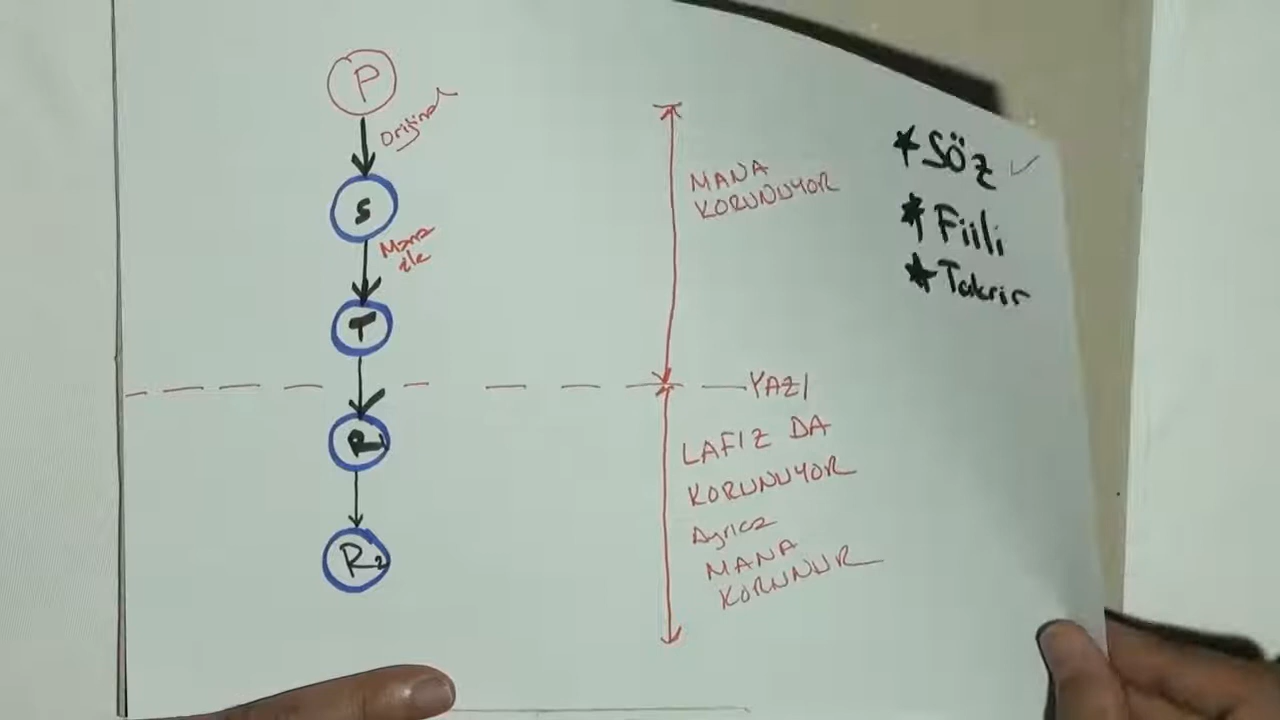 P
Orijinal
S
Mana
ile
T
R1
R2
MANA
KORUNUYOR
YAZI
LAFIZ DA
KORUNUYOR
Ayrıca
MANA
KORUNUR
* Söz ✓
* Fiili
* Takrir